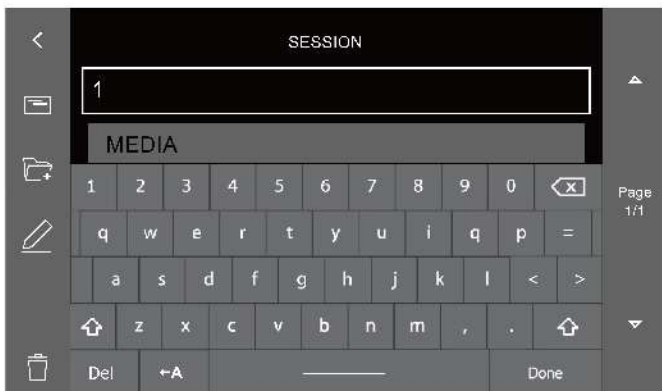 SESSION
1
MEDIA
1 2 3 4 5 6 7 8 9 0
Page
1/1
q w e r t y u i q p =
a s d f g h j k l < >
z x c v b n m , .
Del ←A Done